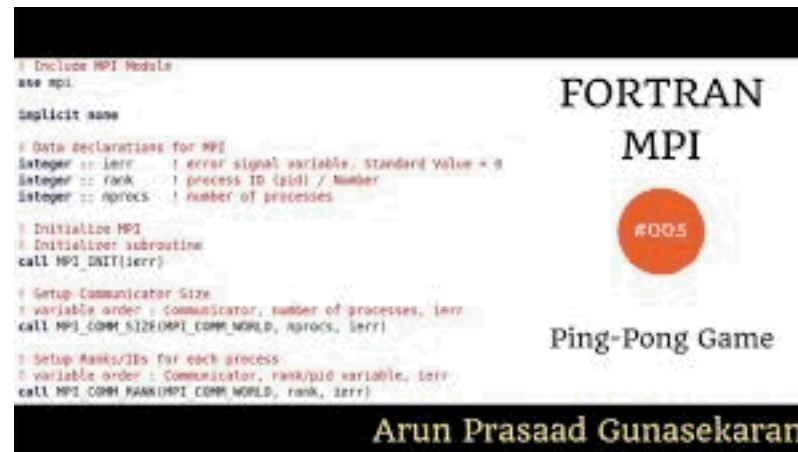 ! Include MPI Module
use mpi
implicit none
! Data declarations for MPI
integer :: ierr ! error signal variable. Standard Value = 0
integer :: rank ! process ID (pid) / Number
integer :: nprocs ! number of processes
! Initialize MPI
! Initializer subroutine
call MPI_INIT(ierr)
! Setup Communicator Size
! variable order : Communicator, number of processes, ierr
call MPI_COMM_SIZE(MPI_COMM_WORLD, nprocs, ierr)
! Setup Ranks/IDs for each process
! variable order : Communicator, rank/pid variable, ierr
call MPI_COMM_RANK(MPI_COMM_WORLD, rank, ierr)
FORTRAN
MPI
#005
Ping-Pong Game
Arun Prasaad Gunasekaran